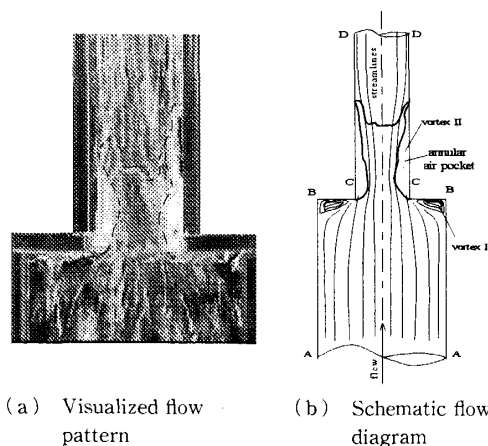 D
D
streamlines
vortex II
annular
air pocket
B
C
C
B
vortex I
A
A
flow
(a) Visualized flow
pattern
(b) Schematic flow
diagram